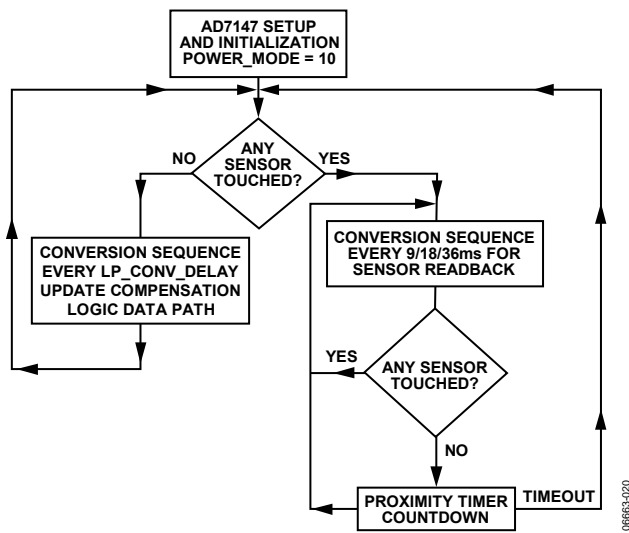 AD7147 SETUP
AND INITIALIZATION
POWER_MODE = 10
ANY
SENSOR
TOUCHED?
NO
YES
CONVERSION SEQUENCE
EVERY LP_CONV_DELAY
UPDATE COMPENSATION
LOGIC DATA PATH
CONVERSION SEQUENCE
EVERY 9/18/36ms FOR
SENSOR READBACK
YES
ANY SENSOR
TOUCHED?
NO
PROXIMITY TIMER
COUNTDOWN
TIMEOUT
06663-020